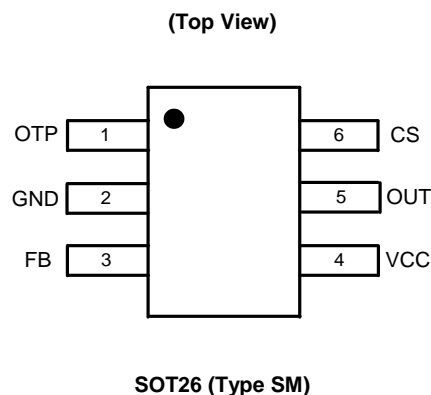 (Top View)
OTP 1 6 CS
GND 2 5 OUT
FB 3 4 VCC
SOT26 (Type SM)